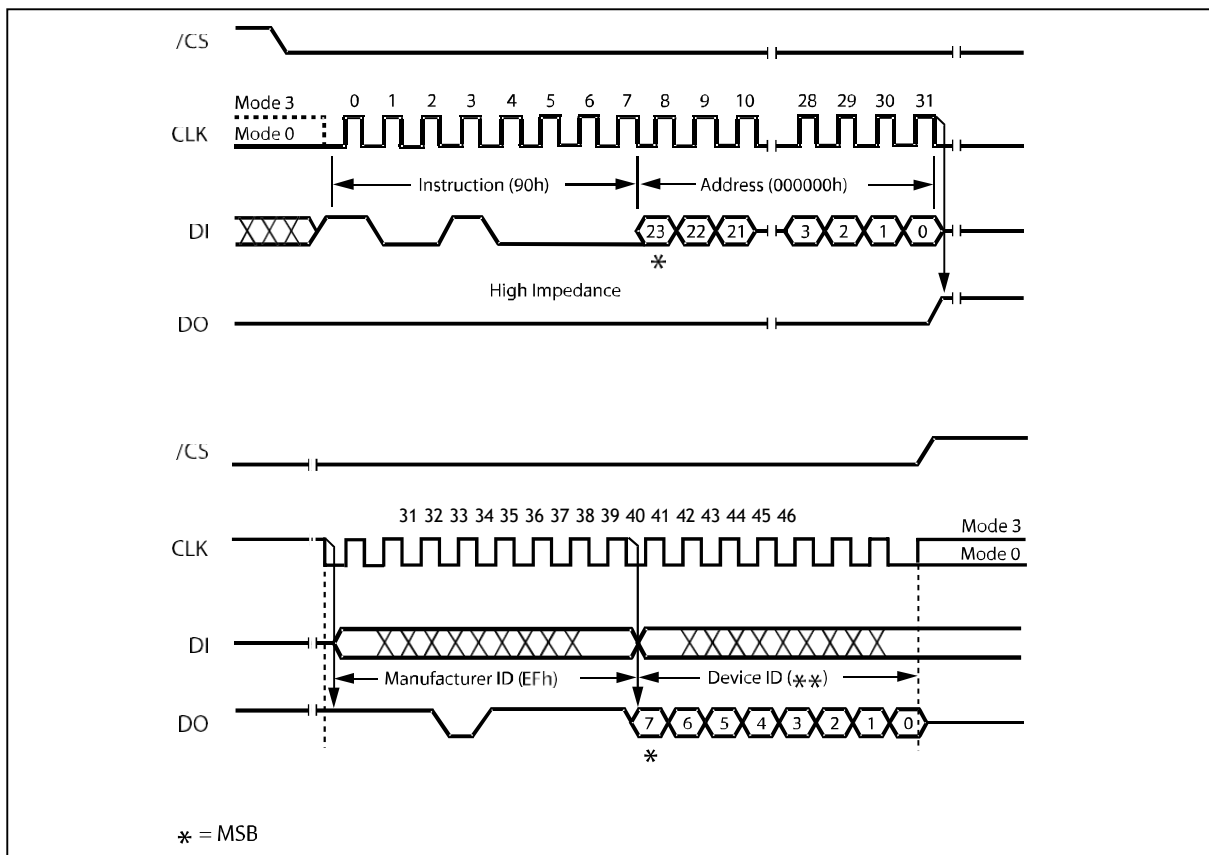 /CS
Mode 3
0 1 2 3 4 5 6 7 8 9 10 28 29 30 31
CLK
Mode 0
Instruction (90h)
Address (000000h)
DI
23 22 21 3 2 1 0
*
High Impedance
DO
/CS
31 32 33 34 35 36 37 38 39 40 41 42 43 44 45 46
Mode 3
CLK
Mode 0
DI
Manufacturer ID (EFh)
Device ID (**)
DO
7 6 5 4 3 2 1 0
*
* = MSB